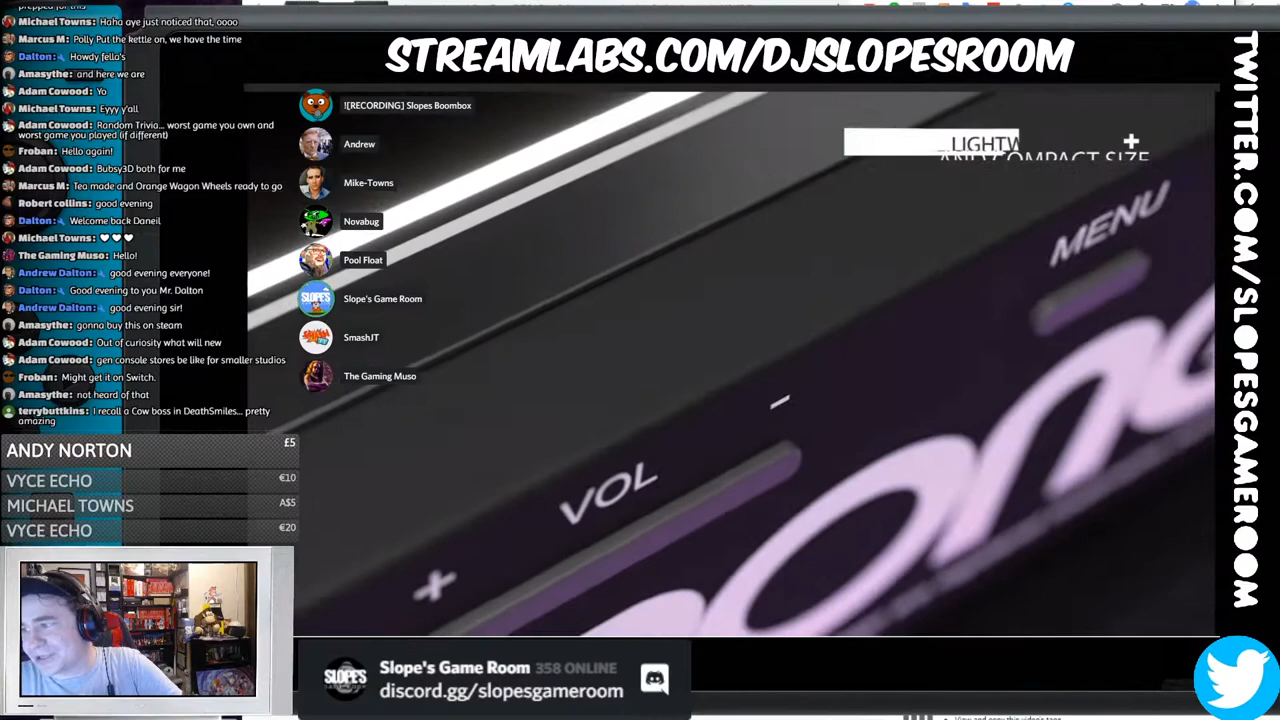 Michael Towns: Haha aye just noticed that, oooo
Marcus M: Polly Put the kettle on, we have the
time
Dalton: Howdy fella's
Amasythe: and here we are
Adam Cowood: Yo
Michael Towns: Eyyy y'all
Adam Cowood: Random Trivia... worst game you own and
worst game you played (if different)
Froban: Hello again!
Adam Cowood: Bubsy3D both for me
Marcus M: Tea made and Orange Wagon Wheels ready to go
Robert collins: good evening
Dalton: Welcome back Daneil
Michael Towns: ♥ ♥ ♥
The Gaming Muso: Hello!
Andrew Dalton: good evening everyone!
Dalton: Good evening to you Mr. Dalton
Andrew Dalton: good evening sir!
Amasythe: gonna buy this on steam
Adam Cowood: Out of curiosity what will new
Adam Cowood: gen console stores be like for smaller studios
Froban: Might get it on Switch.
Amasythe: not heard of that
terrybuttkins: I recall a Cow boss in DeathSmiles... pretty
amazing
ANDY NORTON £5
VYCE ECHO €10
MICHAEL TOWNS A$5
VYCE ECHO €20
STREAMLABS.COM/DJSLOPESROOM
![RECORDING] Slopes Boombox
Andrew
Mike-Towns
Novabug
Pool Float
Slope's Game Room
SmashJT
The Gaming Muso
LIGHTW
AND COMPACT SIZE
+
MENU
-
VOL
+
SLOPES
Slope's Game Room 358 ONLINE
discord.gg/slopesgameroom
TWITTER.COM/SLOPESGAMEROOM